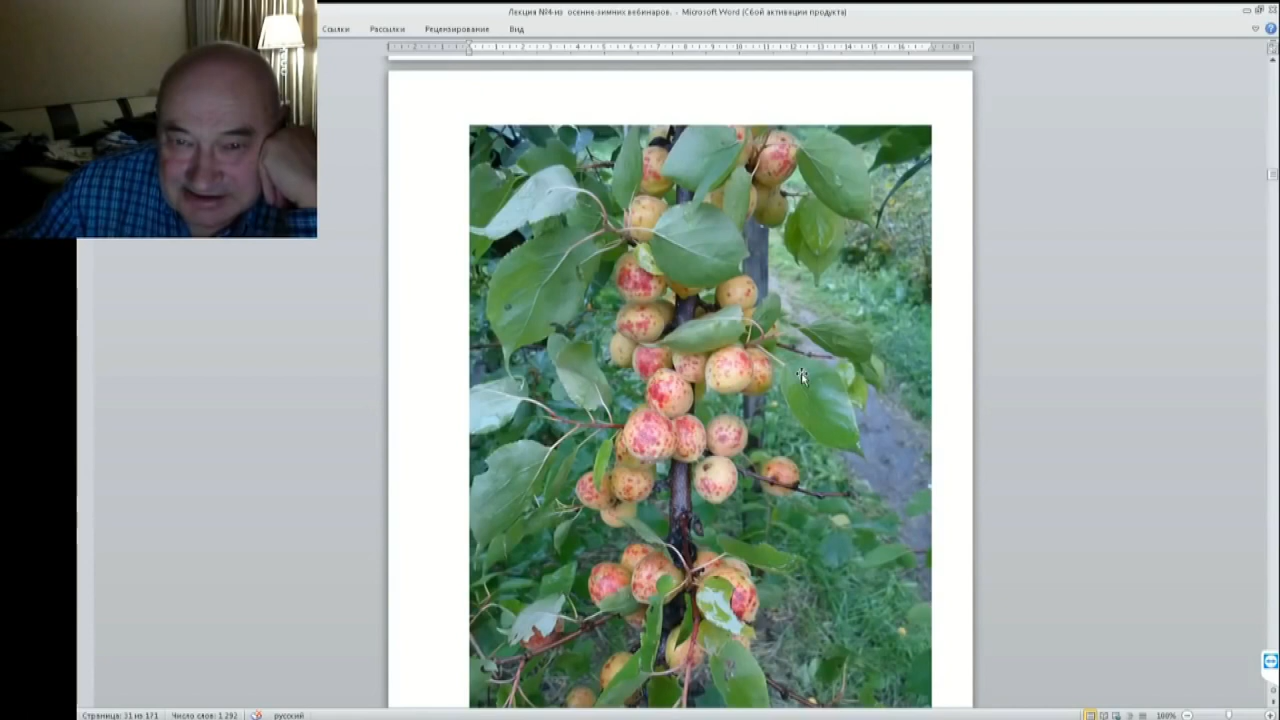 Лекция №4-из осенне-зимних вебинаров. - Microsoft Word (Сбой активации продукта)
Ссылки Рассылки Рецензирование Вид
Страница: 31 из 171 Число слов: 1 292 русский 100%